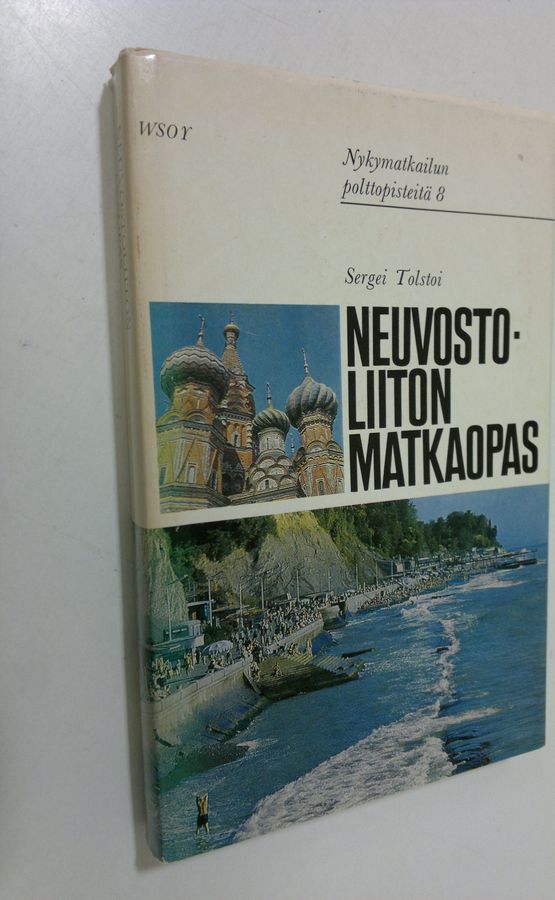 WSOY
Nykymatkailun
polttopisteitä 8
Sergei Tolstoi
NEUVOSTO-
LIITON
MATKAOPAS